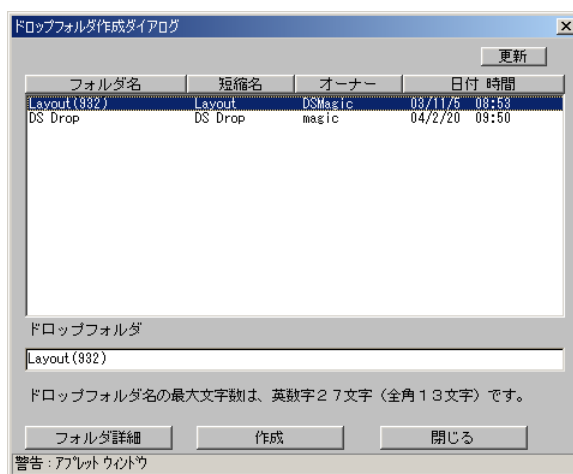 ドロップフォルダ作成ダイアログ
更新
フォルダ名 短縮名 オーナー 日付 時間
Layout(932) Layout DSMagic 03/11/5 08:53
DS Drop DS Drop magic 04/2/20 09:50
ドロップフォルダ
Layout(932)
ドロップフォルダ名の最大文字数は、英数字２７文字（全角１３文字）です。
フォルダ詳細 作成 閉じる
警告 : アプレット ウィンドウ